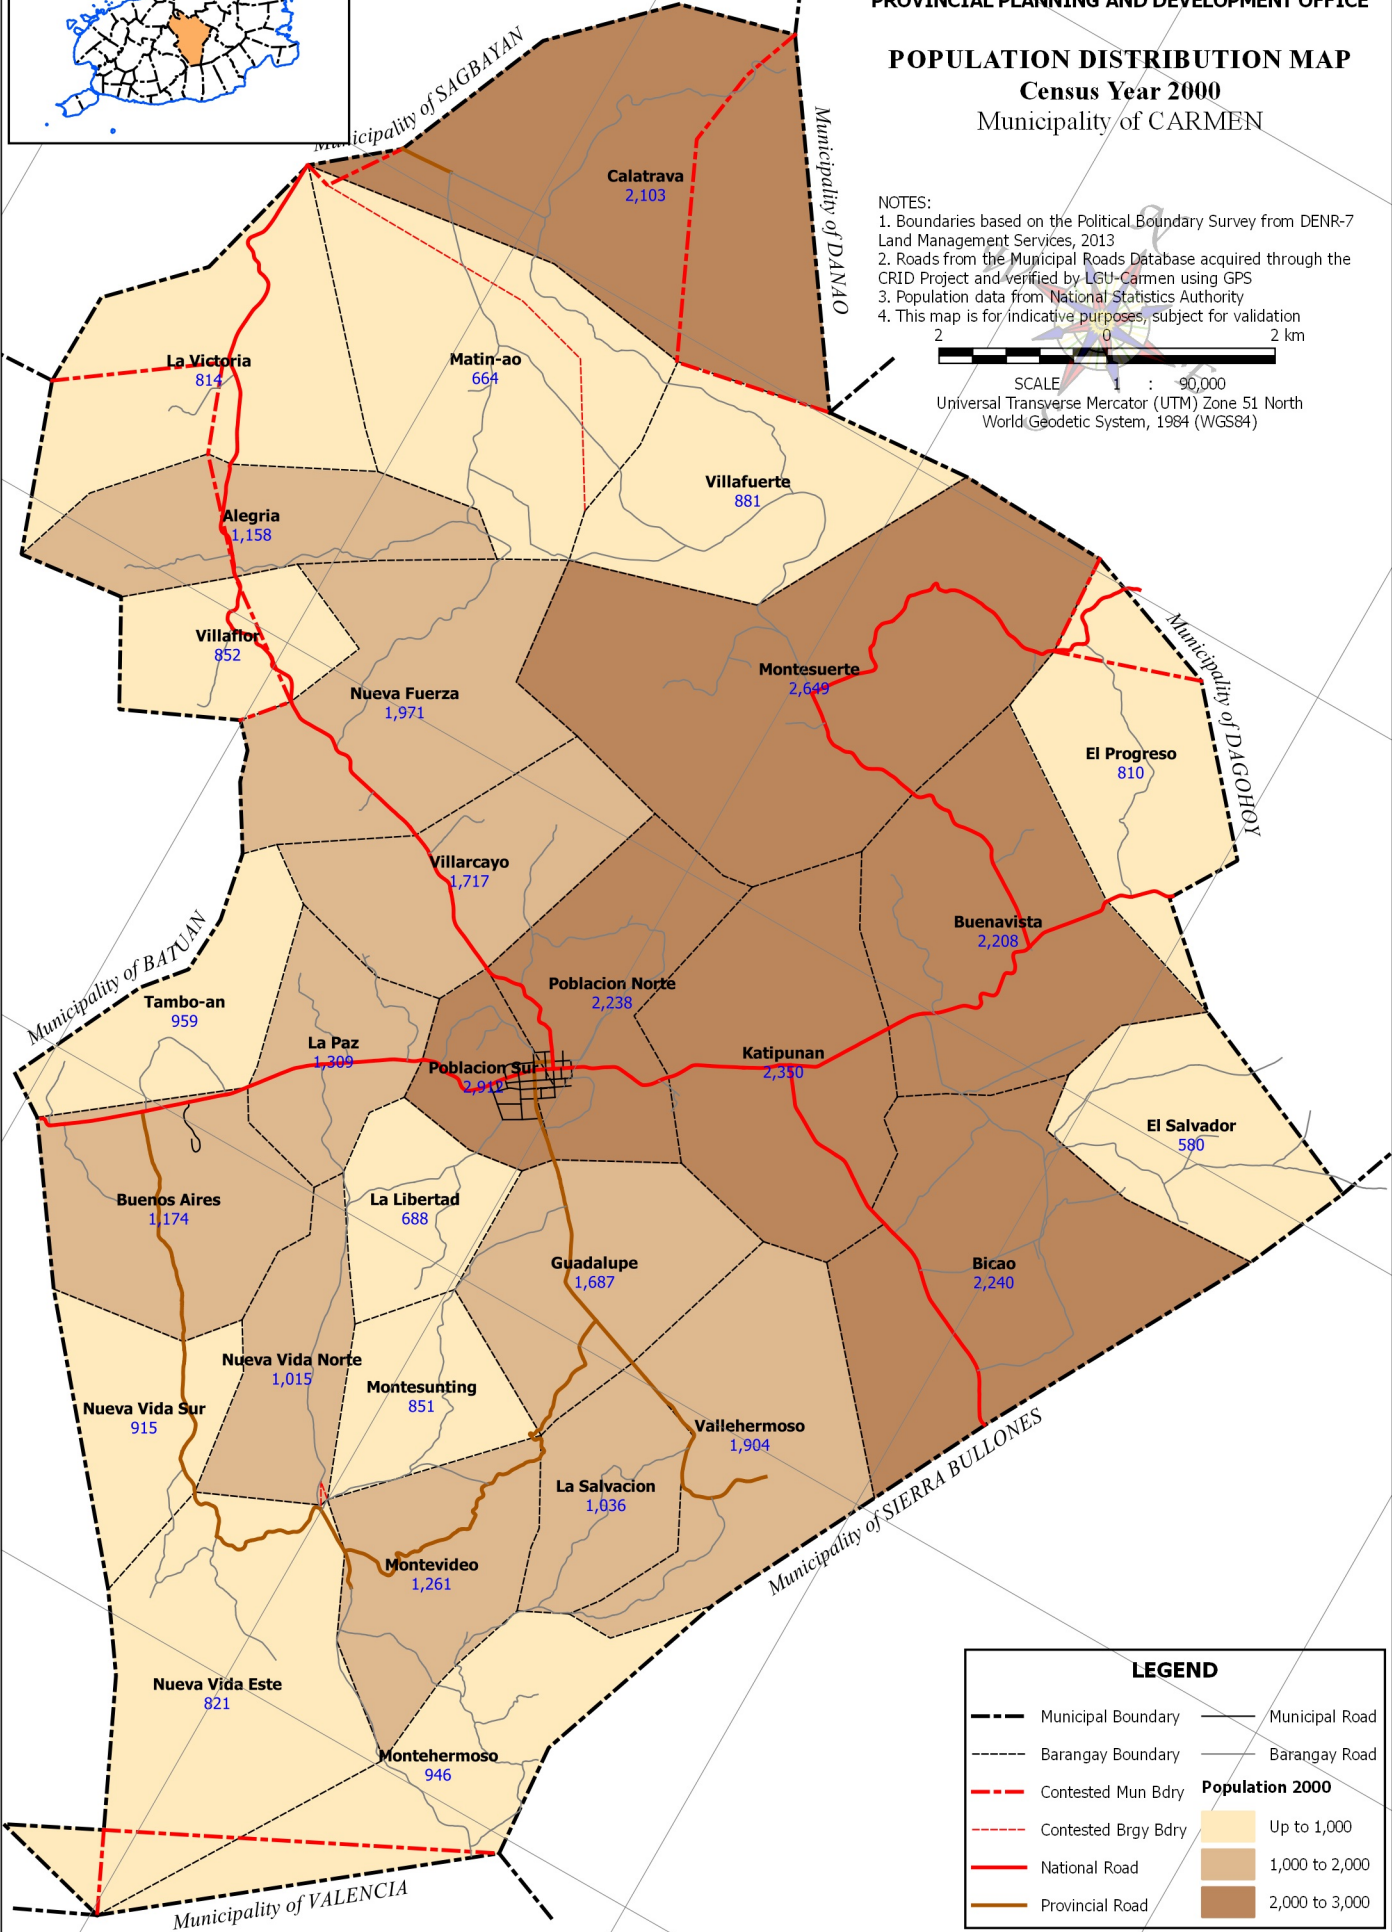 PROVINCIAL PLANNING AND DEVELOPMENT OFFICE
POPULATION DISTRIBUTION MAP
Census Year 2000
Municipality of CARMEN
NOTES:
1. Boundaries based on the Political Boundary Survey from DENR-7
Land Management Services, 2013
2. Roads from the Municipal Roads Database acquired through the
CRID Project and verified by LGU-Carmen using GPS
3. Population data from National Statistics Authority
4. This map is for indicative purposes, subject for validation
2 0 2 km
SCALE 1 : 90,000
Universal Transverse Mercator (UTM) Zone 51 North
World Geodetic System, 1984 (WGS84)
Municipality of SAGBAYAN
Municipality of DANAO
Calatrava
2,103
La Victoria
814
Matin-ao
664
Villafuerte
881
Alegria
1,158
Villaflor
852
Nueva Fuerza
1,971
Montesuerte
2,649
Municipality of DAGOHOY
El Progreso
810
Villarcayo
1,717
Buenavista
2,208
Municipality of BATUAN
Tambo-an
959
Poblacion Norte
2,238
La Paz
1,309
Poblacion Sur
2,912
Katipunan
2,350
El Salvador
580
Buenos Aires
1,174
La Libertad
688
Guadalupe
1,687
Bicao
2,240
Nueva Vida Norte
1,015
Montesunting
851
Nueva Vida Sur
915
Vallehermoso
1,904
La Salvacion
1,036
Municipality of SIERRA BULLONES
Montevideo
1,261
Nueva Vida Este
821
Montehermoso
946
Municipality of VALENCIA
LEGEND
Municipal Boundary
Barangay Boundary
Contested Mun Bdry
Contested Brgy Bdry
National Road
Provincial Road
Municipal Road
Barangay Road
Population 2000
Up to 1,000
1,000 to 2,000
2,000 to 3,000